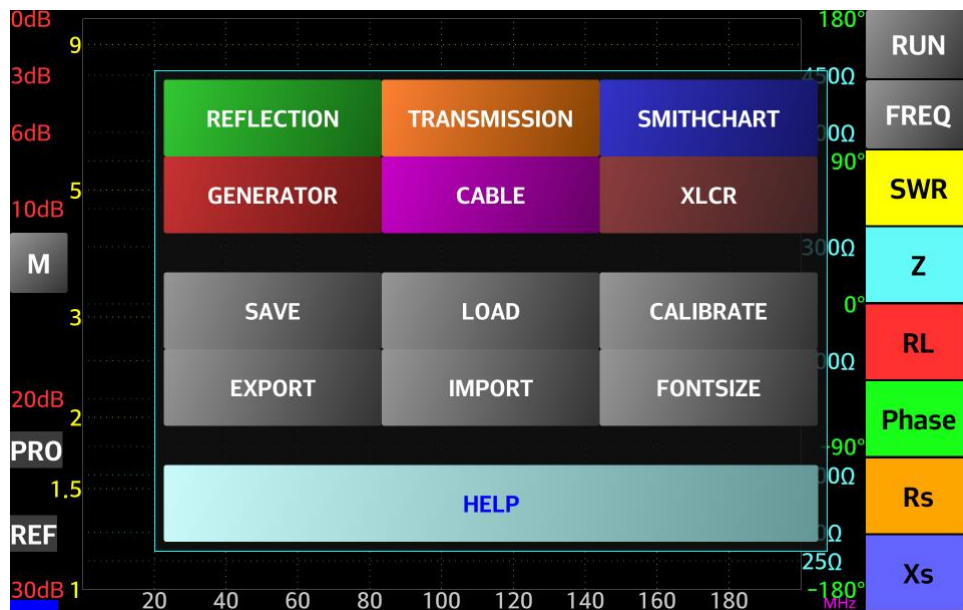 0dB
9
3dB
6dB
5
10dB
M
3
20dB
2
PRO
1.5
REF
30dB
1
REFLECTION TRANSMISSION SMITHCHART
GENERATOR CABLE XLCR
SAVE LOAD CALIBRATE
EXPORT IMPORT FONTSIZE
HELP
180°
90°
300Ω
0°
-90°
25Ω
-180°
20 40 60 80 100 120 140 160 180 MHz
RUN
FREQ
SWR
Z
RL
Phase
Rs
Xs